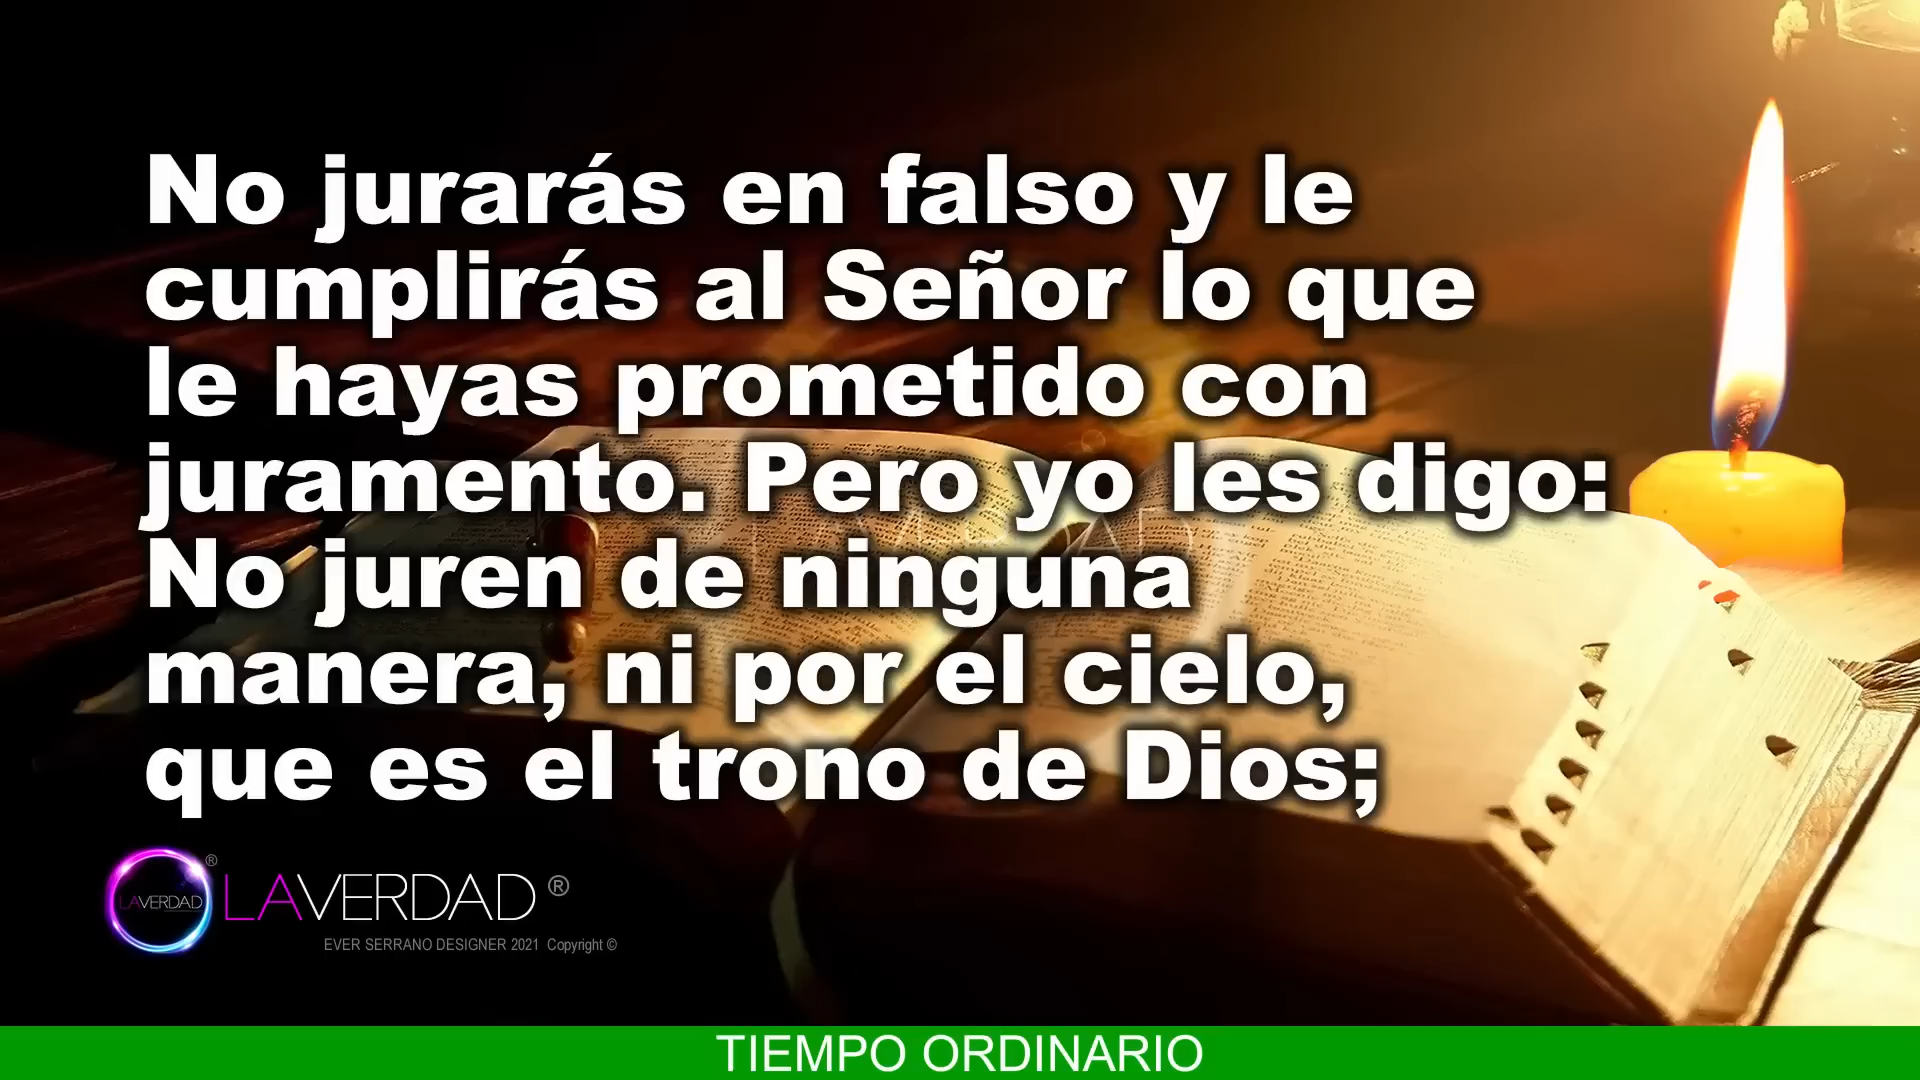 No jurarás en falso y le
cumplirás al Señor lo que
le hayas prometido con
juramento. Pero yo les digo:
No juren de ninguna
manera, ni por el cielo,
que es el trono de Dios;
LAVERDAD ® LAVERDAD ®
EVER SERRANO DESIGNER 2021 Copyright ©
TIEMPO ORDINARIO